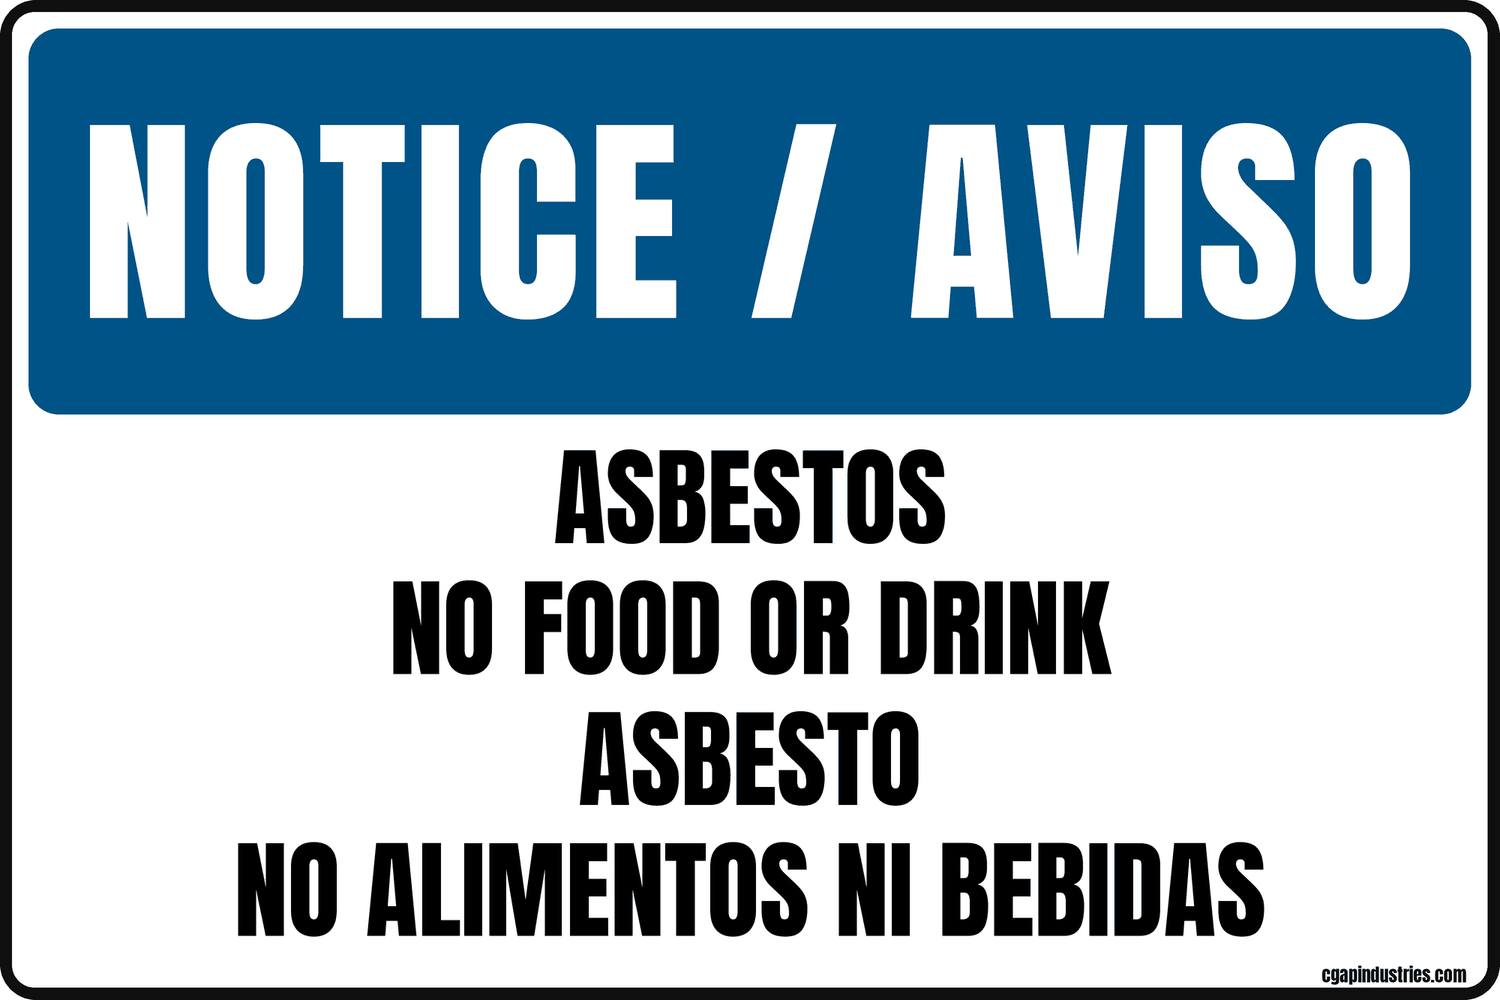 NOTICE / AVISO
ASBESTOS
NO FOOD OR DRINK
ASBESTO
NO ALIMENTOS NI BEBIDAS
cgapindustries.com